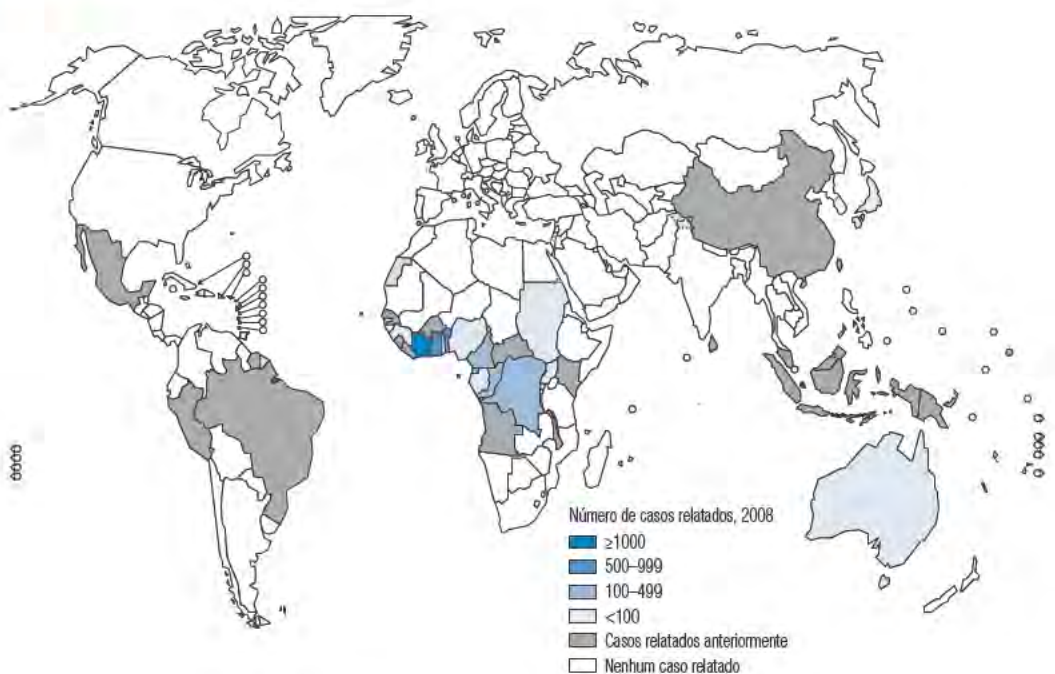 Número de casos relatados, 2008
≥1000
500–999
100–499
<100
Casos relatados anteriormente
Nenhum caso relatado